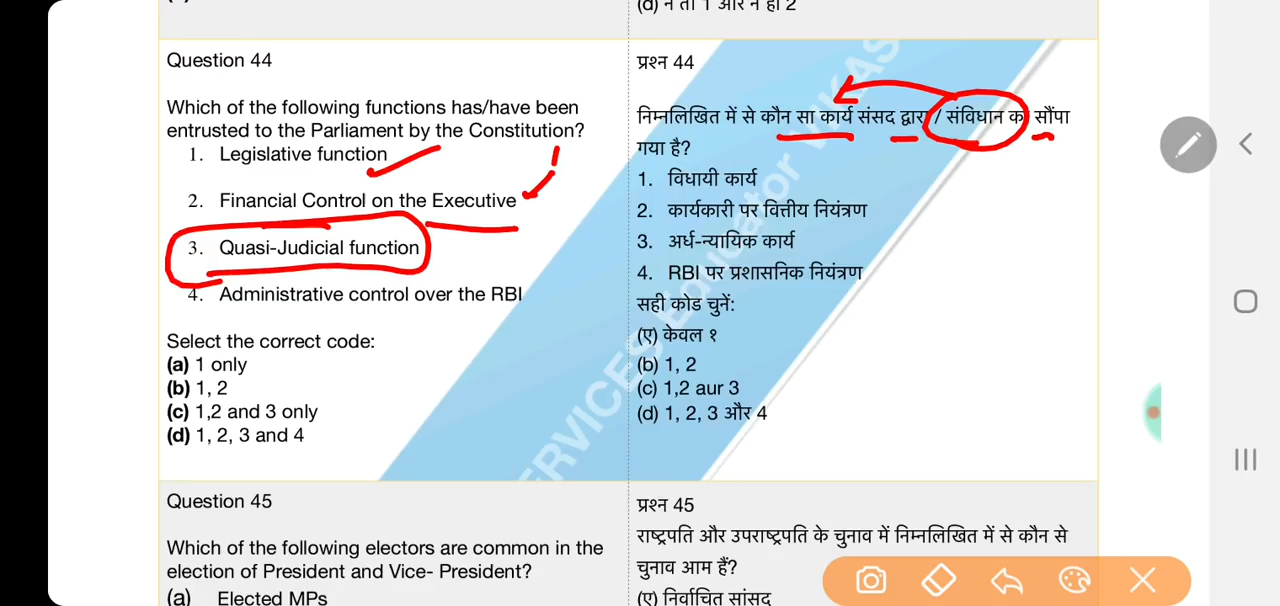 (d) न तो 1 और न ही 2
Question 44
Which of the following functions has/have been
entrusted to the Parliament by the Constitution?
1. Legislative function
2. Financial Control on the Executive
3. Quasi-Judicial function
4. Administrative control over the RBI
Select the correct code:
(a) 1 only
(b) 1, 2
(c) 1,2 and 3 only
(d) 1, 2, 3 and 4
प्रश्न 44
निम्नलिखित में से कौन सा कार्य संसद द्वारा / संविधान को सौंपा
गया है?
1. विधायी कार्य
2. कार्यकारी पर वित्तीय नियंत्रण
3. अर्ध-न्यायिक कार्य
4. RBI पर प्रशासनिक नियंत्रण
सही कोड चुनें:
(ए) केवल १
(b) 1, 2
(c) 1,2 aur 3
(d) 1, 2, 3 और 4
SERVICES Educator VIKAS
Question 45
Which of the following electors are common in the
election of President and Vice- President?
(a) Elected MPs
प्रश्न 45
राष्ट्रपति और उपराष्ट्रपति के चुनाव में निम्नलिखित में से कौन से
चुनाव आम हैं?
(ए) निर्वाचित सांसद